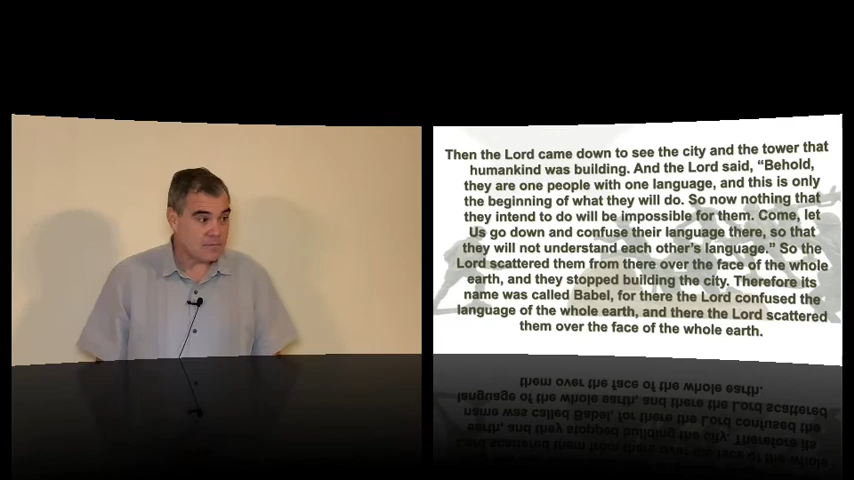 Then the Lord came down to see the city and the tower that
humankind was building. And the Lord said, “Behold,
they are one people with one language, and this is only
the beginning of what they will do. So now nothing that
they intend to do will be impossible for them. Come, let
Us go down and confuse their language there, so that
they will not understand each other’s language.” So the
Lord scattered them from there over the face of the whole
earth, and they stopped building the city. Therefore its
name was called Babel, for there the Lord confused the
language of the whole earth, and there the Lord scattered
them over the face of the whole earth.